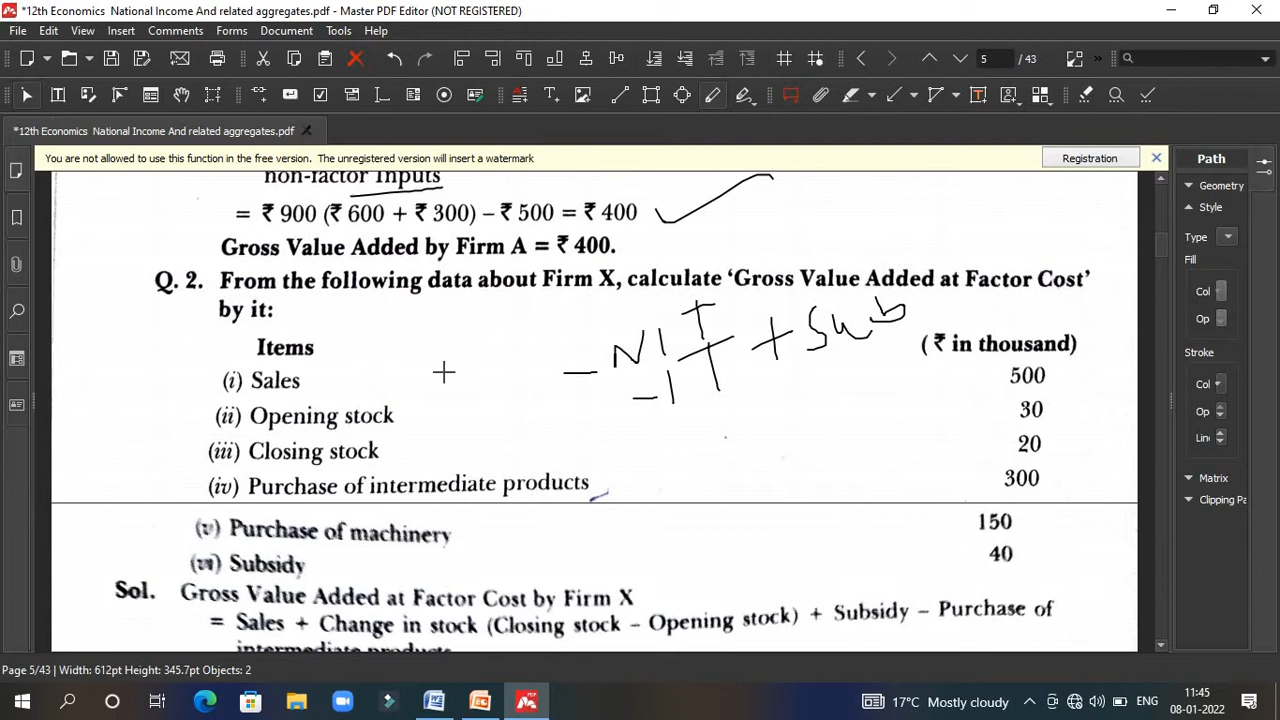 *12th Economics National Income And related aggregates.pdf - Master PDF Editor (NOT REGISTERED)
File Edit View Insert Comments Forms Document Tools Help
5 / 43
*12th Economics National Income And related aggregates.pdf
You are not allowed to use this function in the free version. The unregistered version will insert a watermark
Registration
Path
Geometry
Style
Type
Fill
Col
Op
Stroke
Col
Op
Line
Matrix
Clipping Pa
non-factor Inputs
= ₹ 900 (₹ 600 + ₹ 300) – ₹ 500 = ₹ 400
Gross Value Added by Firm A = ₹ 400.
Q. 2. From the following data about Firm X, calculate ‘Gross Value Added at Factor Cost’
by it:
– NIT + Sub
– IT
Items (₹ in thousand)
(i) Sales 500
(ii) Opening stock 30
(iii) Closing stock 20
(iv) Purchase of intermediate products 300
(v) Purchase of machinery 150
(vi) Subsidy 40
Sol. Gross Value Added at Factor Cost by Firm X
= Sales + Change in stock (Closing stock – Opening stock) + Subsidy – Purchase of
intermediate products
Page 5/43 | Width: 612pt Height: 345.7pt Objects: 2
17°C Mostly cloudy
ENG
11:45
08-01-2022